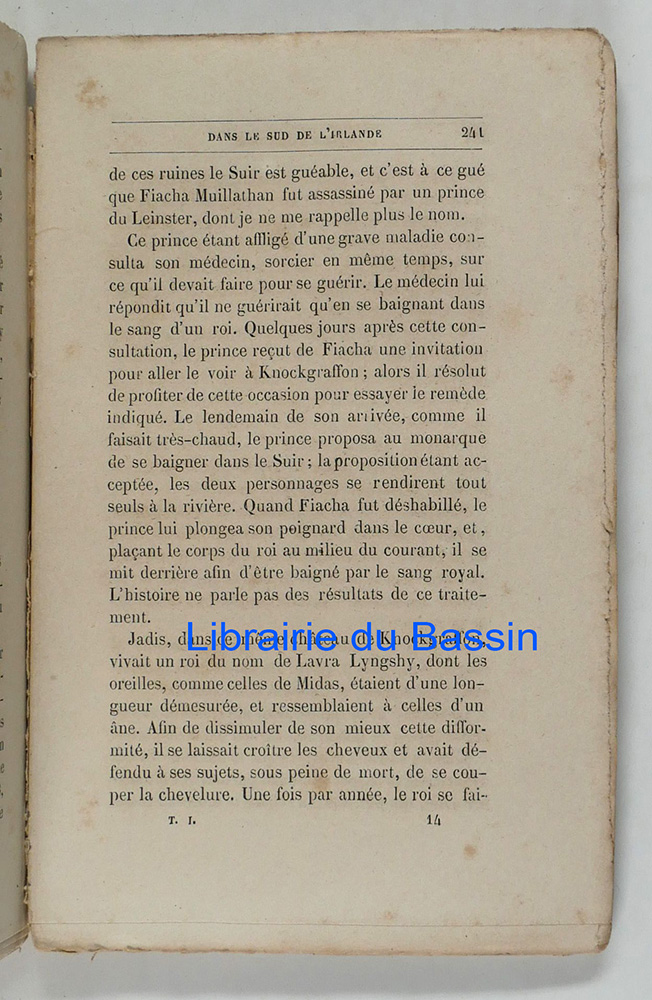 DANS LE SUD DE L'IRLANDE 241
de ces ruines le Suir est guéable, et c'est à ce gué
que Fiacha Muillathan fut assassiné par un prince
du Leinster, dont je ne me rappelle plus le nom.
Ce prince étant affligé d'une grave maladie con-
sulta son médecin, sorcier en même temps, sur
ce qu'il devait faire pour se guérir. Le médecin lui
répondit qu'il ne guérirait qu'en se baignant dans
le sang d'un roi. Quelques jours après cette con-
sultation, le prince reçut de Fiacha une invitation
pour aller le voir à Knockgraffon ; alors il résolut
de profiter de cette occasion pour essayer le remède
indiqué. Le lendemain de son arrivée, comme il
faisait très-chaud, le prince proposa au monarque
de se baigner dans le Suir ; la proposition étant ac-
ceptée, les deux personnages se rendirent tout
seuls à la rivière. Quand Fiacha fut déshabillé, le
prince lui plongea son poignard dans le cœur, et,
plaçant le corps du roi au milieu du courant, il se
mit derrière afin d'être baigné par le sang royal.
L'histoire ne parle pas des résultats de ce traite-
ment.
Jadis, dans ce même château de Knockgraffon,
Librairie du Bassin
vivait un roi du nom de Lavra Lyngshy, dont les
oreilles, comme celles de Midas, étaient d'une lon-
gueur démesurée, et ressemblaient à celles d'un
âne. Afin de dissimuler de son mieux cette diffor-
mité, il se laissait croître les cheveux et avait dé-
fendu à ses sujets, sous peine de mort, de se cou-
per la chevelure. Une fois par année, le roi se fai-
T. I. 14